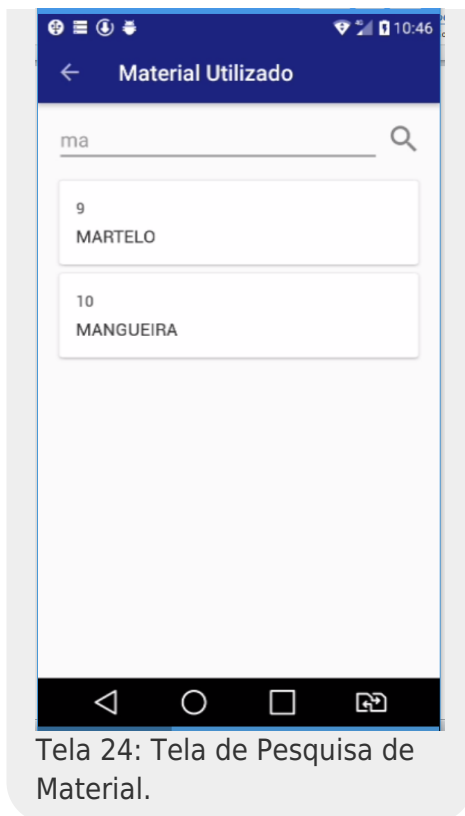 10:46
Material Utilizado
ma
9
MARTELO
10
MANGUEIRA
Tela 24: Tela de Pesquisa de
Material.